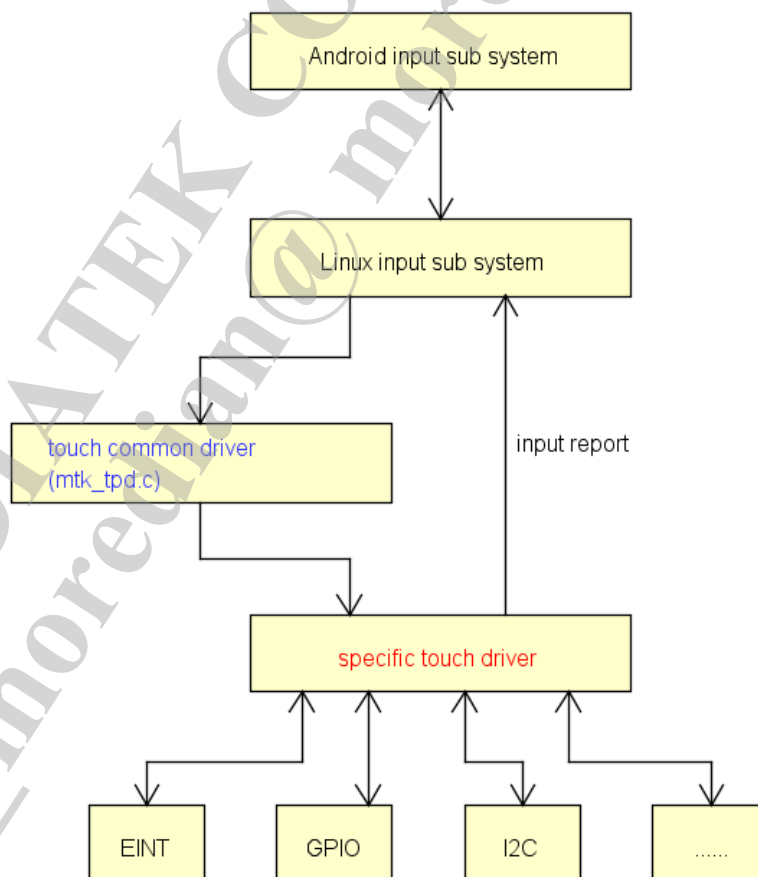 Android input sub system
Linux input sub system
touch common driver
(mtk_tpd.c)
input report
specific touch driver
EINT
GPIO
I2C
......